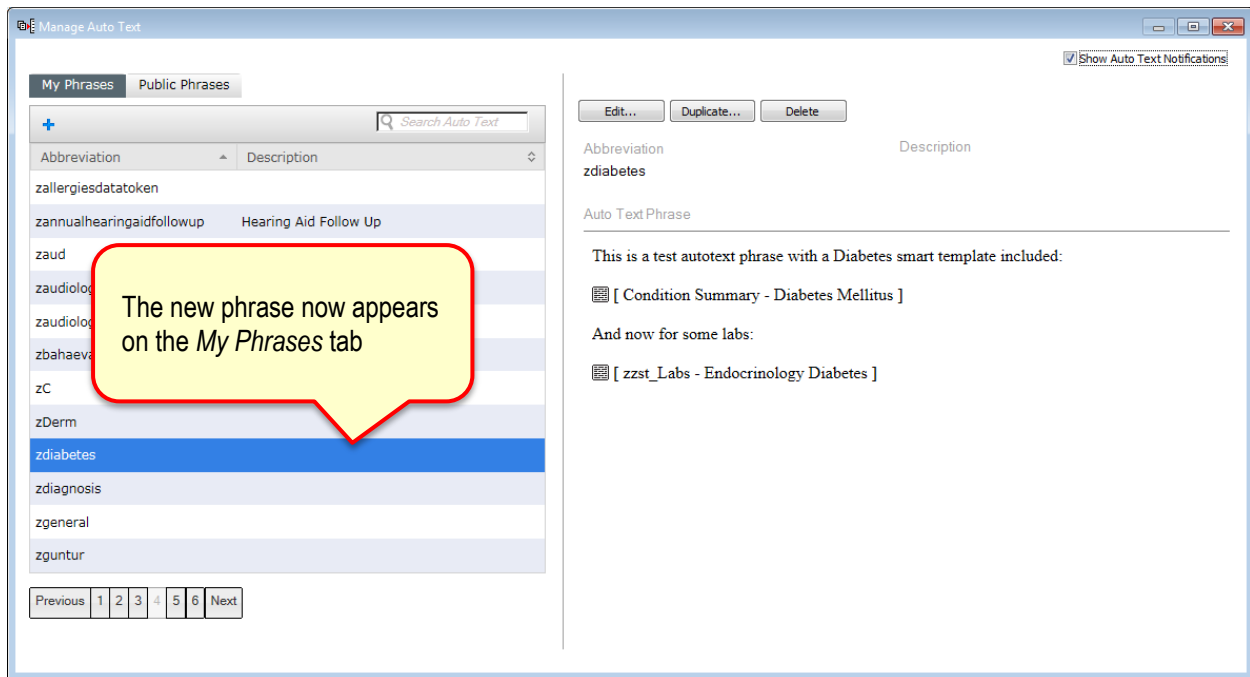 Manage Auto Text
Show Auto Text Notifications
My Phrases Public Phrases
Search Auto Text
Abbreviation Description
zallergiesdatatoken
zannualhearingaidfollowup Hearing Aid Follow Up
zaud
zaudiolog
zaudiolog
zbahaeva
zC
zDerm
zdiabetes
zdiagnosis
zgeneral
zguntur
The new phrase now appears
on the My Phrases tab
Previous 1 2 3 4 5 6 Next
Edit... Duplicate... Delete
Abbreviation Description
zdiabetes
Auto Text Phrase
This is a test autotext phrase with a Diabetes smart template included:
[ Condition Summary - Diabetes Mellitus ]
And now for some labs:
[ zzst_Labs - Endocrinology Diabetes ]